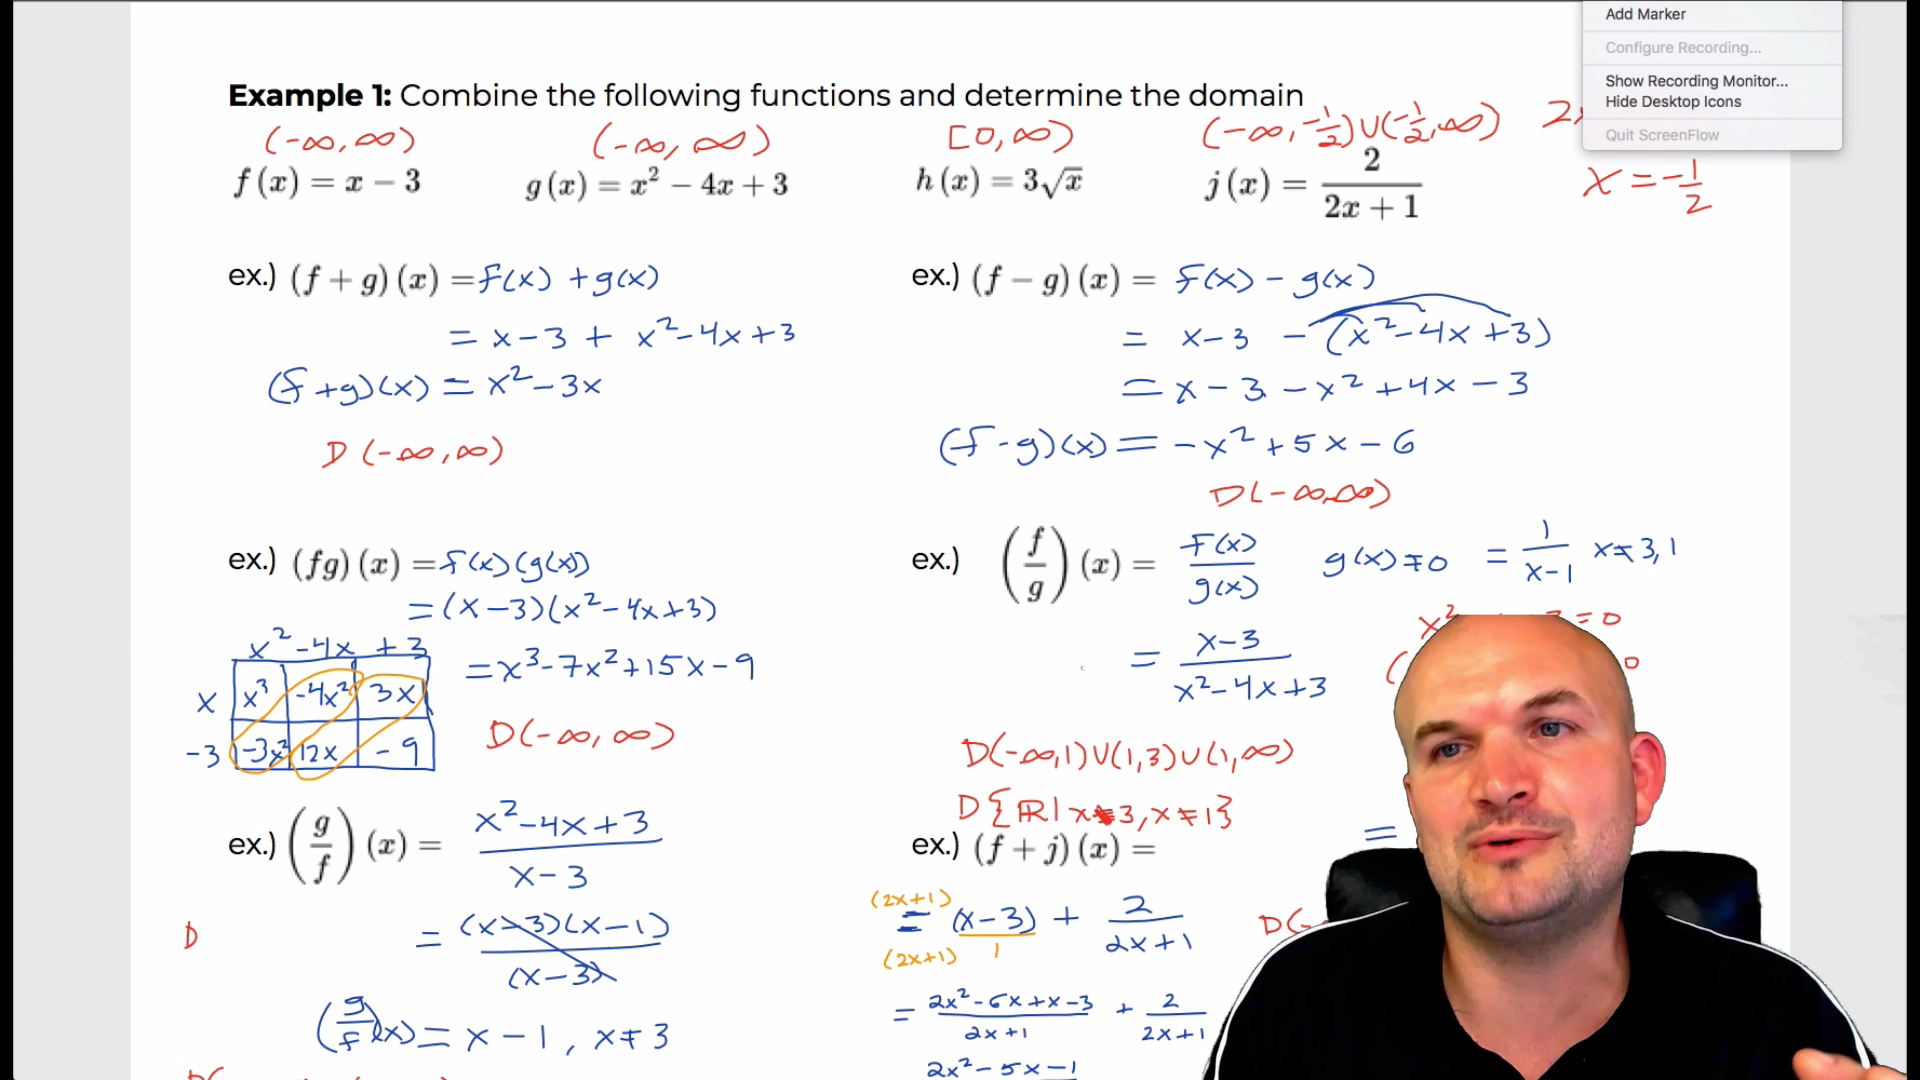 Add Marker
Configure Recording...
Show Recording Monitor...
Hide Desktop Icons
Quit ScreenFlow
Example 1: Combine the following functions and determine the domain
(-∞, ∞) (-∞, ∞) [0, ∞) (-∞, -1/2) ∪ (-1/2, ∞)
f (x) = x − 3 g (x) = x² − 4x + 3 h (x) = 3√x j (x) = 2/(2x + 1) x = -1/2
ex.) (f + g) (x) = f(x) + g(x)
= x - 3 + x² - 4x + 3
(f + g)(x) = x² - 3x
D (-∞, ∞)
ex.) (f − g) (x) = f(x) - g(x)
= x - 3 - (x² - 4x + 3)
= x - 3 - x² + 4x - 3
(f - g)(x) = -x² + 5x - 6
D(-∞, ∞)
ex.) (fg) (x) = f(x)(g(x))
= (x - 3)(x² - 4x + 3)
x² -4x +3
x x³ -4x² 3x
-3 -3x² 12x -9
= x³ - 7x² + 15x - 9
D(-∞, ∞)
ex.) (f/g) (x) = f(x)/g(x) g(x) ≠ 0 = 1/(x-1) x ≠ 3, 1
= (x-3)/(x² - 4x + 3)
D(-∞,1)∪(1,3)∪(1,∞)
D{ℝ| x≠3, x≠1}
ex.) (g/f) (x) = (x² - 4x + 3)/(x - 3)
D
= (x-3)(x-1)/(x-3)
(g/f)(x) = x - 1, x ≠ 3
ex.) (f + j) (x) =
(2x+1)
= (x-3)/1 + 2/(2x+1)
(2x+1)
= (2x² - 6x + x - 3)/(2x+1) + 2/(2x+1)
2x² - 5x - 1